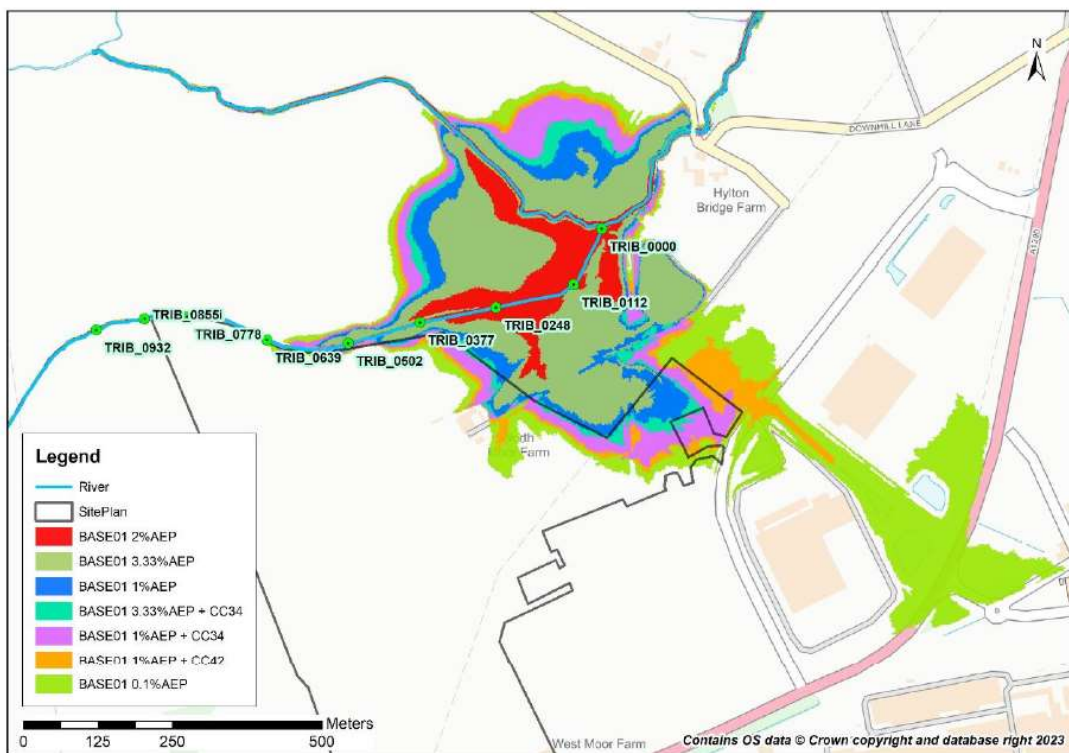 N
DOWNHILL LANE
Hylton
Bridge Farm
A1290
TRIB_0000
TRIB_0112
TRIB_0248
TRIB_0377
TRIB_0502
TRIB_0639
TRIB_0778
TRIB_0855i
TRIB_0932
Farm
Legend
River
SitePlan
BASE01 2%AEP
BASE01 3.33%AEP
BASE01 1%AEP
BASE01 3.33%AEP + CC34
BASE01 1%AEP + CC34
BASE01 1%AEP + CC42
BASE01 0.1%AEP
Meters
0 125 250 500
West Moor Farm
Contains OS data © Crown copyright and database right 2023